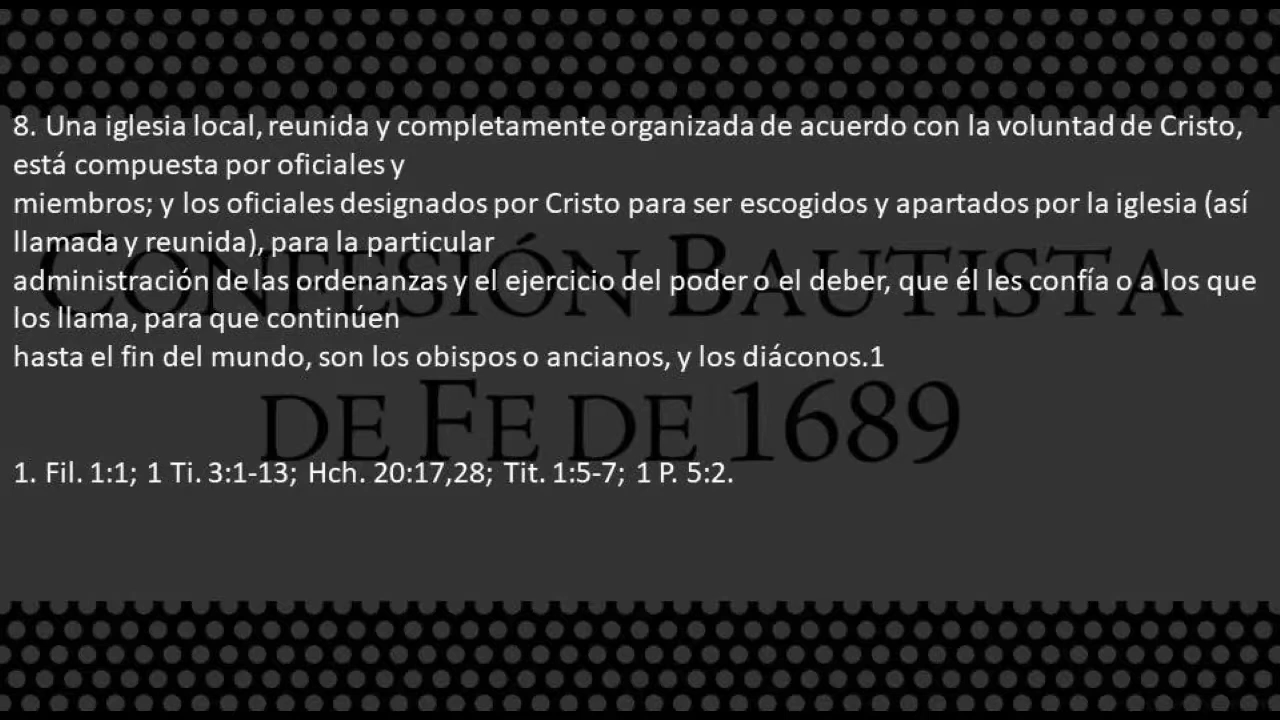 8. Una iglesia local, reunida y completamente organizada de acuerdo con la voluntad de Cristo,
está compuesta por oficiales y
miembros; y los oficiales designados por Cristo para ser escogidos y apartados por la iglesia (así
llamada y reunida), para la particular
administración de las ordenanzas y el ejercicio del poder o el deber, que él les confía o a los que
los llama, para que continúen
hasta el fin del mundo, son los obispos o ancianos, y los diáconos.1
1. Fil. 1:1; 1 Ti. 3:1-13; Hch. 20:17,28; Tit. 1:5-7; 1 P. 5:2.
CONFESIÓN BAUTISTA
DE FE DE 1689